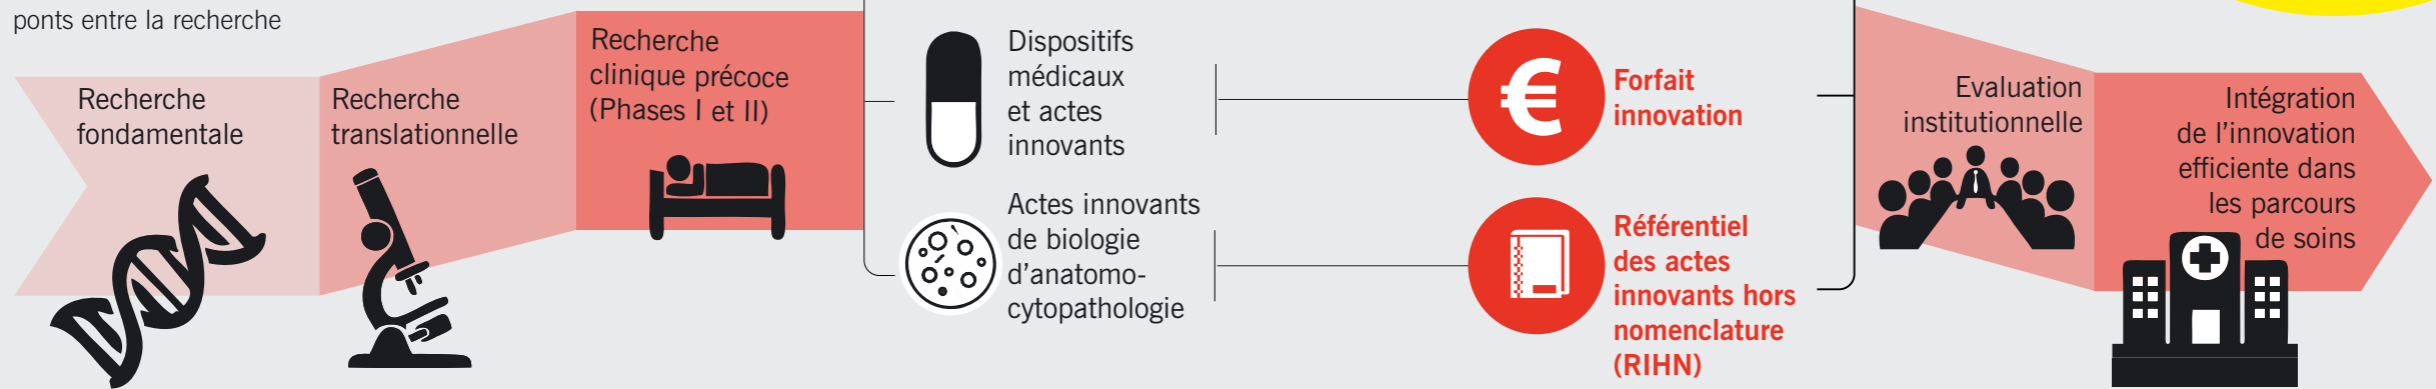 ponts entre la recherche
Recherche
fondamentale
Recherche
translationnelle
Recherche
clinique précoce
(Phases I et II)
Dispositifs
médicaux
et actes
innovants
Actes innovants
de biologie
d’anatomo-
cytopathologie
€
Forfait
innovation
Référentiel
des actes
innovants hors
nomenclature
(RIHN)
Evaluation
institutionnelle
Intégration
de l’innovation
efficiente dans
les parcours
de soins